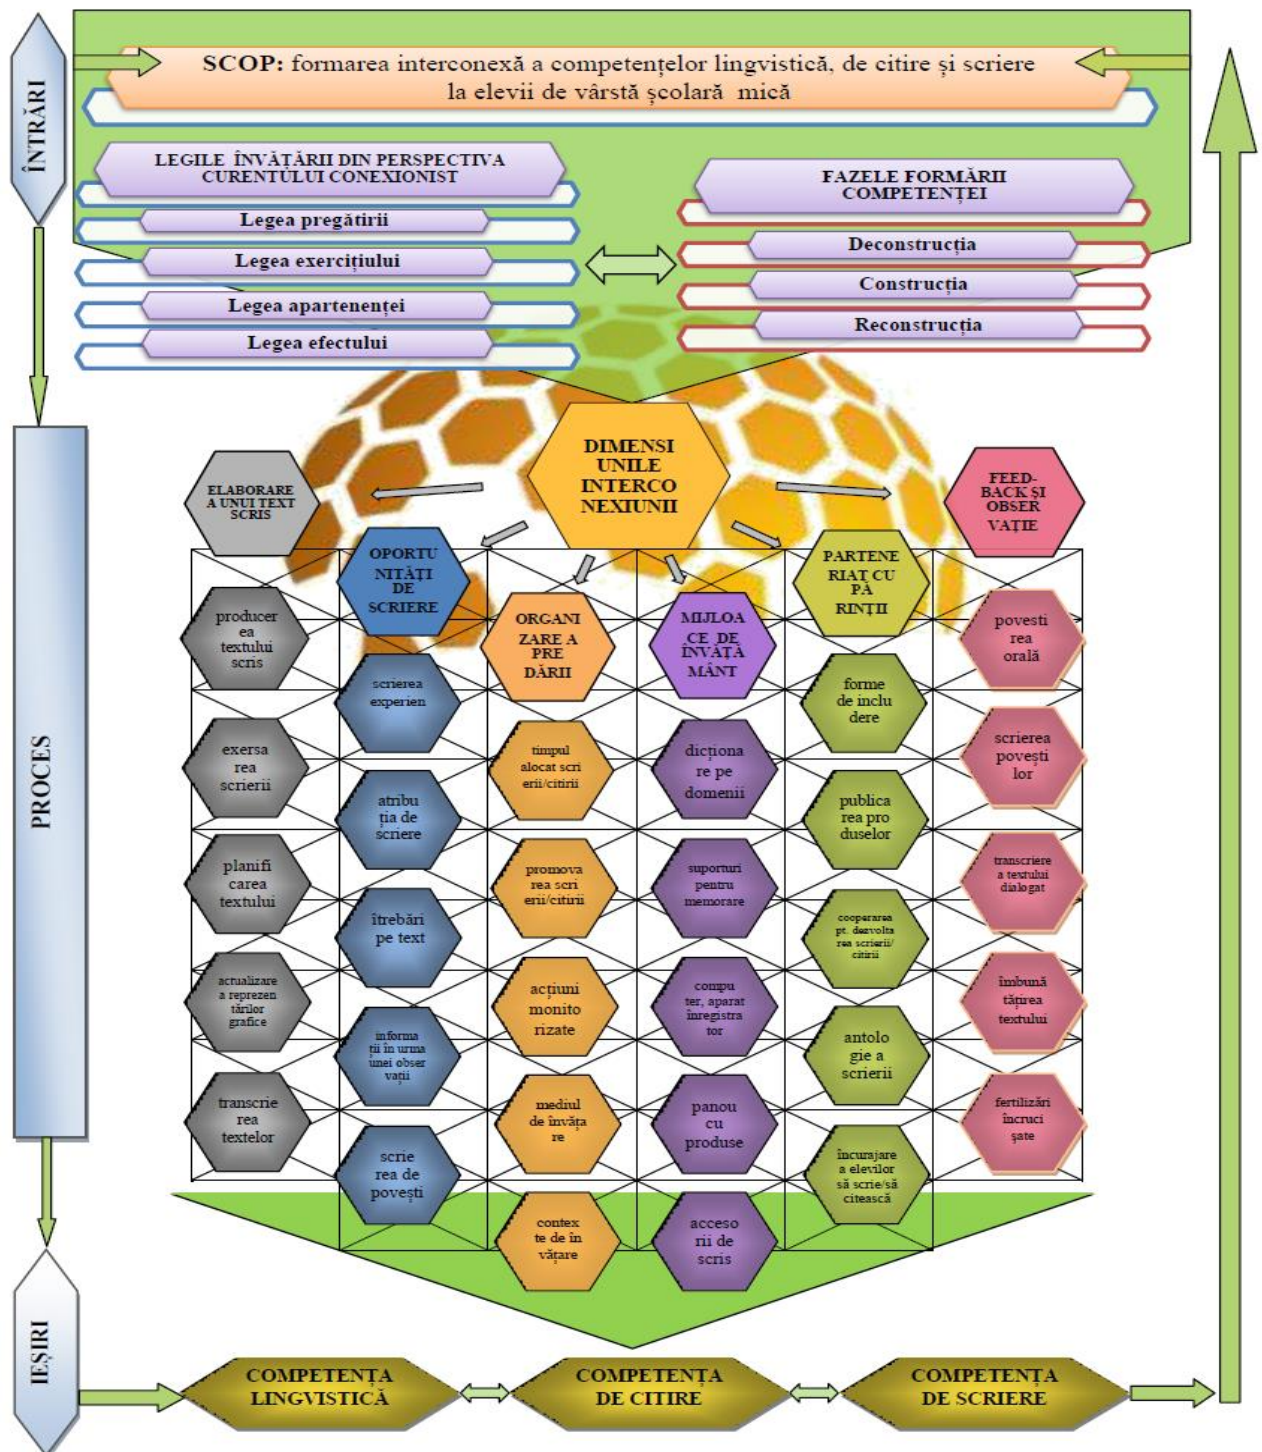 ÎNTRĂRI
SCOP: formarea interconexă a competențelor lingvistică, de citire și scriere
la elevii de vârstă școlară mică
LEGILE ÎNVĂȚĂRII DIN PERSPECTIVA
CURENTULUI CONEXIONIST
Legea pregătirii
Legea exercițiului
Legea apartenenței
Legea efectului
FAZELE FORMĂRII
COMPETENȚEI
Deconstrucția
Construcția
Reconstrucția
PROCES
DIMENSI
UNILE
INTERCO
NEXIUNII
ELABORARE
A UNUI TEXT
SCRIS
producer
ea
textului
scris
exersa
rea
scrierii
planifi
carea
textului
actualizare
a reprezen
tărilor
grafice
transcrie
rea
textelor
OPORTU
NITĂȚI
DE
SCRIERE
scrierea
experien
atribu
ția de
scriere
îtrebări
pe text
informa
ții în urma
unei obser
vații
scrie
rea de
povești
ORGANI
ZARE A
PRE
DĂRII
timpul
alocat scri
erii/citirii
promova
rea scri
erii/citirii
acțiuni
monito
rizate
mediul
de învăța
re
contex
te de în
vățare
MIJLOA
CE DE
ÎNVĂȚĂ
MÂNT
dicționa
re pe
domenii
suporturi
pentru
memorare
compu
ter, aparat
înregistra
tor
panou
cu
produse
acceso
rii de
scris
PARTENE
RIAT CU
PĂ
RINȚII
forme
de inclu
dere
publica
rea pro
duselor
cooperarea
pt. dezvolta
rea scrierii/
citirii
antolo
gie a
scrierii
încurajare
a elevilor
să scrie/să
citească
FEED-
BACK ȘI
OBSER
VAȚIE
povesti
rea
orală
scrierea
povești
lor
transcriere
a textului
dialogat
îmbună
tățirea
textului
fertilizări
încruci
șate
IEȘIRI
COMPETENȚA
LINGVISTICĂ
COMPETENȚA
DE CITIRE
COMPETENȚA
DE SCRIERE